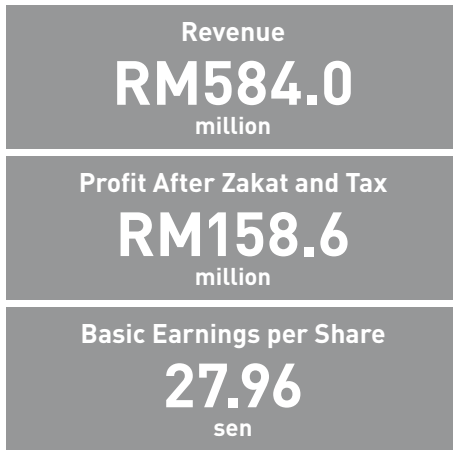 Revenue
RM584.0
million
Profit After Zakat and Tax
RM158.6
million
Basic Earnings per Share
27.96
sen